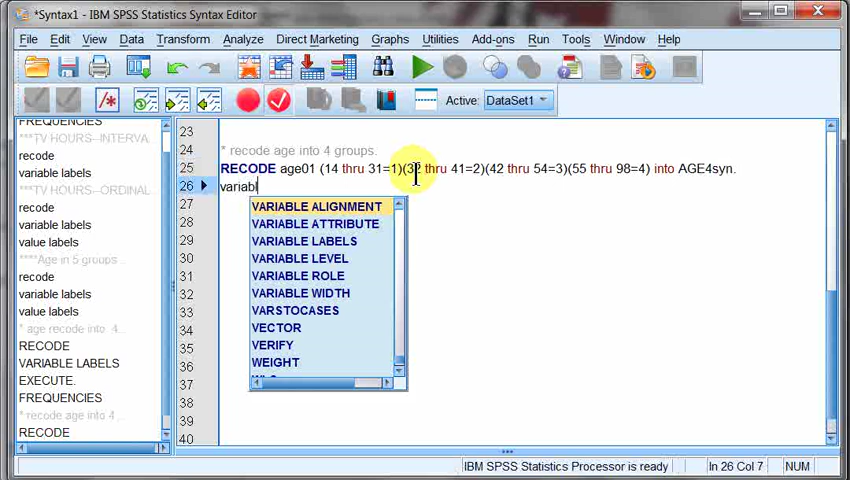 *Syntax1 - IBM SPSS Statistics Syntax Editor
File Edit View Data Transform Analyze Direct Marketing Graphs Utilities Add-ons Run Tools Window Help
Active: DataSet1
FREQUENCIES
***TV HOURS--INTERVA.
recode
variable labels
***TV HOURS--ORDINAL
recode
variable labels
value labels
****Age in 5 groups .
recode
variable labels
value labels
* age recode into 4..
RECODE
VARIABLE LABELS
EXECUTE.
FREQUENCIES
* recode age into 4 ..
RECODE
23
24 * recode age into 4 groups.
25 RECODE age01 (14 thru 31=1)(32 thru 41=2)(42 thru 54=3)(55 thru 98=4) into AGE4syn.
26 variabl
27 VARIABLE ALIGNMENT
28 VARIABLE ATTRIBUTE
29 VARIABLE LABELS
30 VARIABLE LEVEL
31 VARIABLE ROLE
32 VARIABLE WIDTH
33 VARSTOCASES
34 VECTOR
35 VERIFY
36 WEIGHT
37
38
39
40
IBM SPSS Statistics Processor is ready In 26 Col 7 NUM